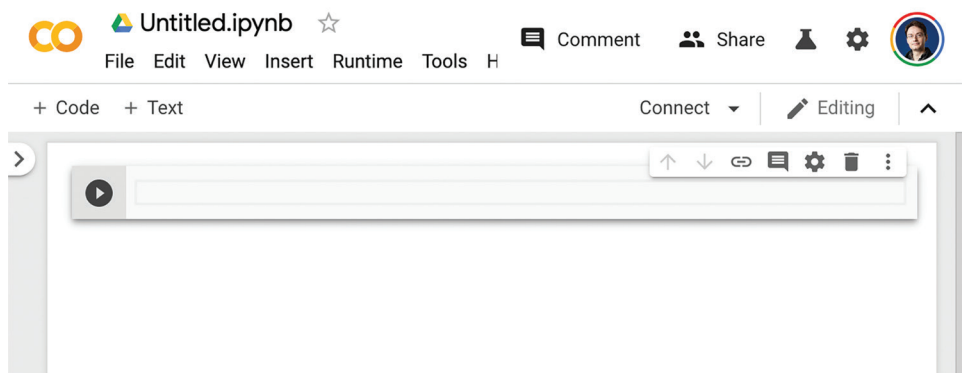 CO Untitled.ipynb
File Edit View Insert Runtime Tools H
Comment Share
+ Code + Text
Connect Editing